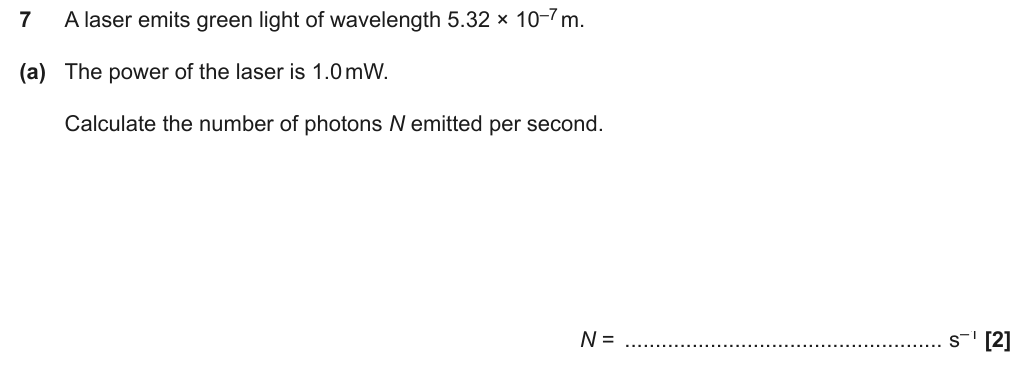 7 A laser emits green light of wavelength 5.32 × 10⁻⁷ m.
(a) The power of the laser is 1.0 mW.
Calculate the number of photons N emitted per second.
N = .................................................... s⁻¹ [2]